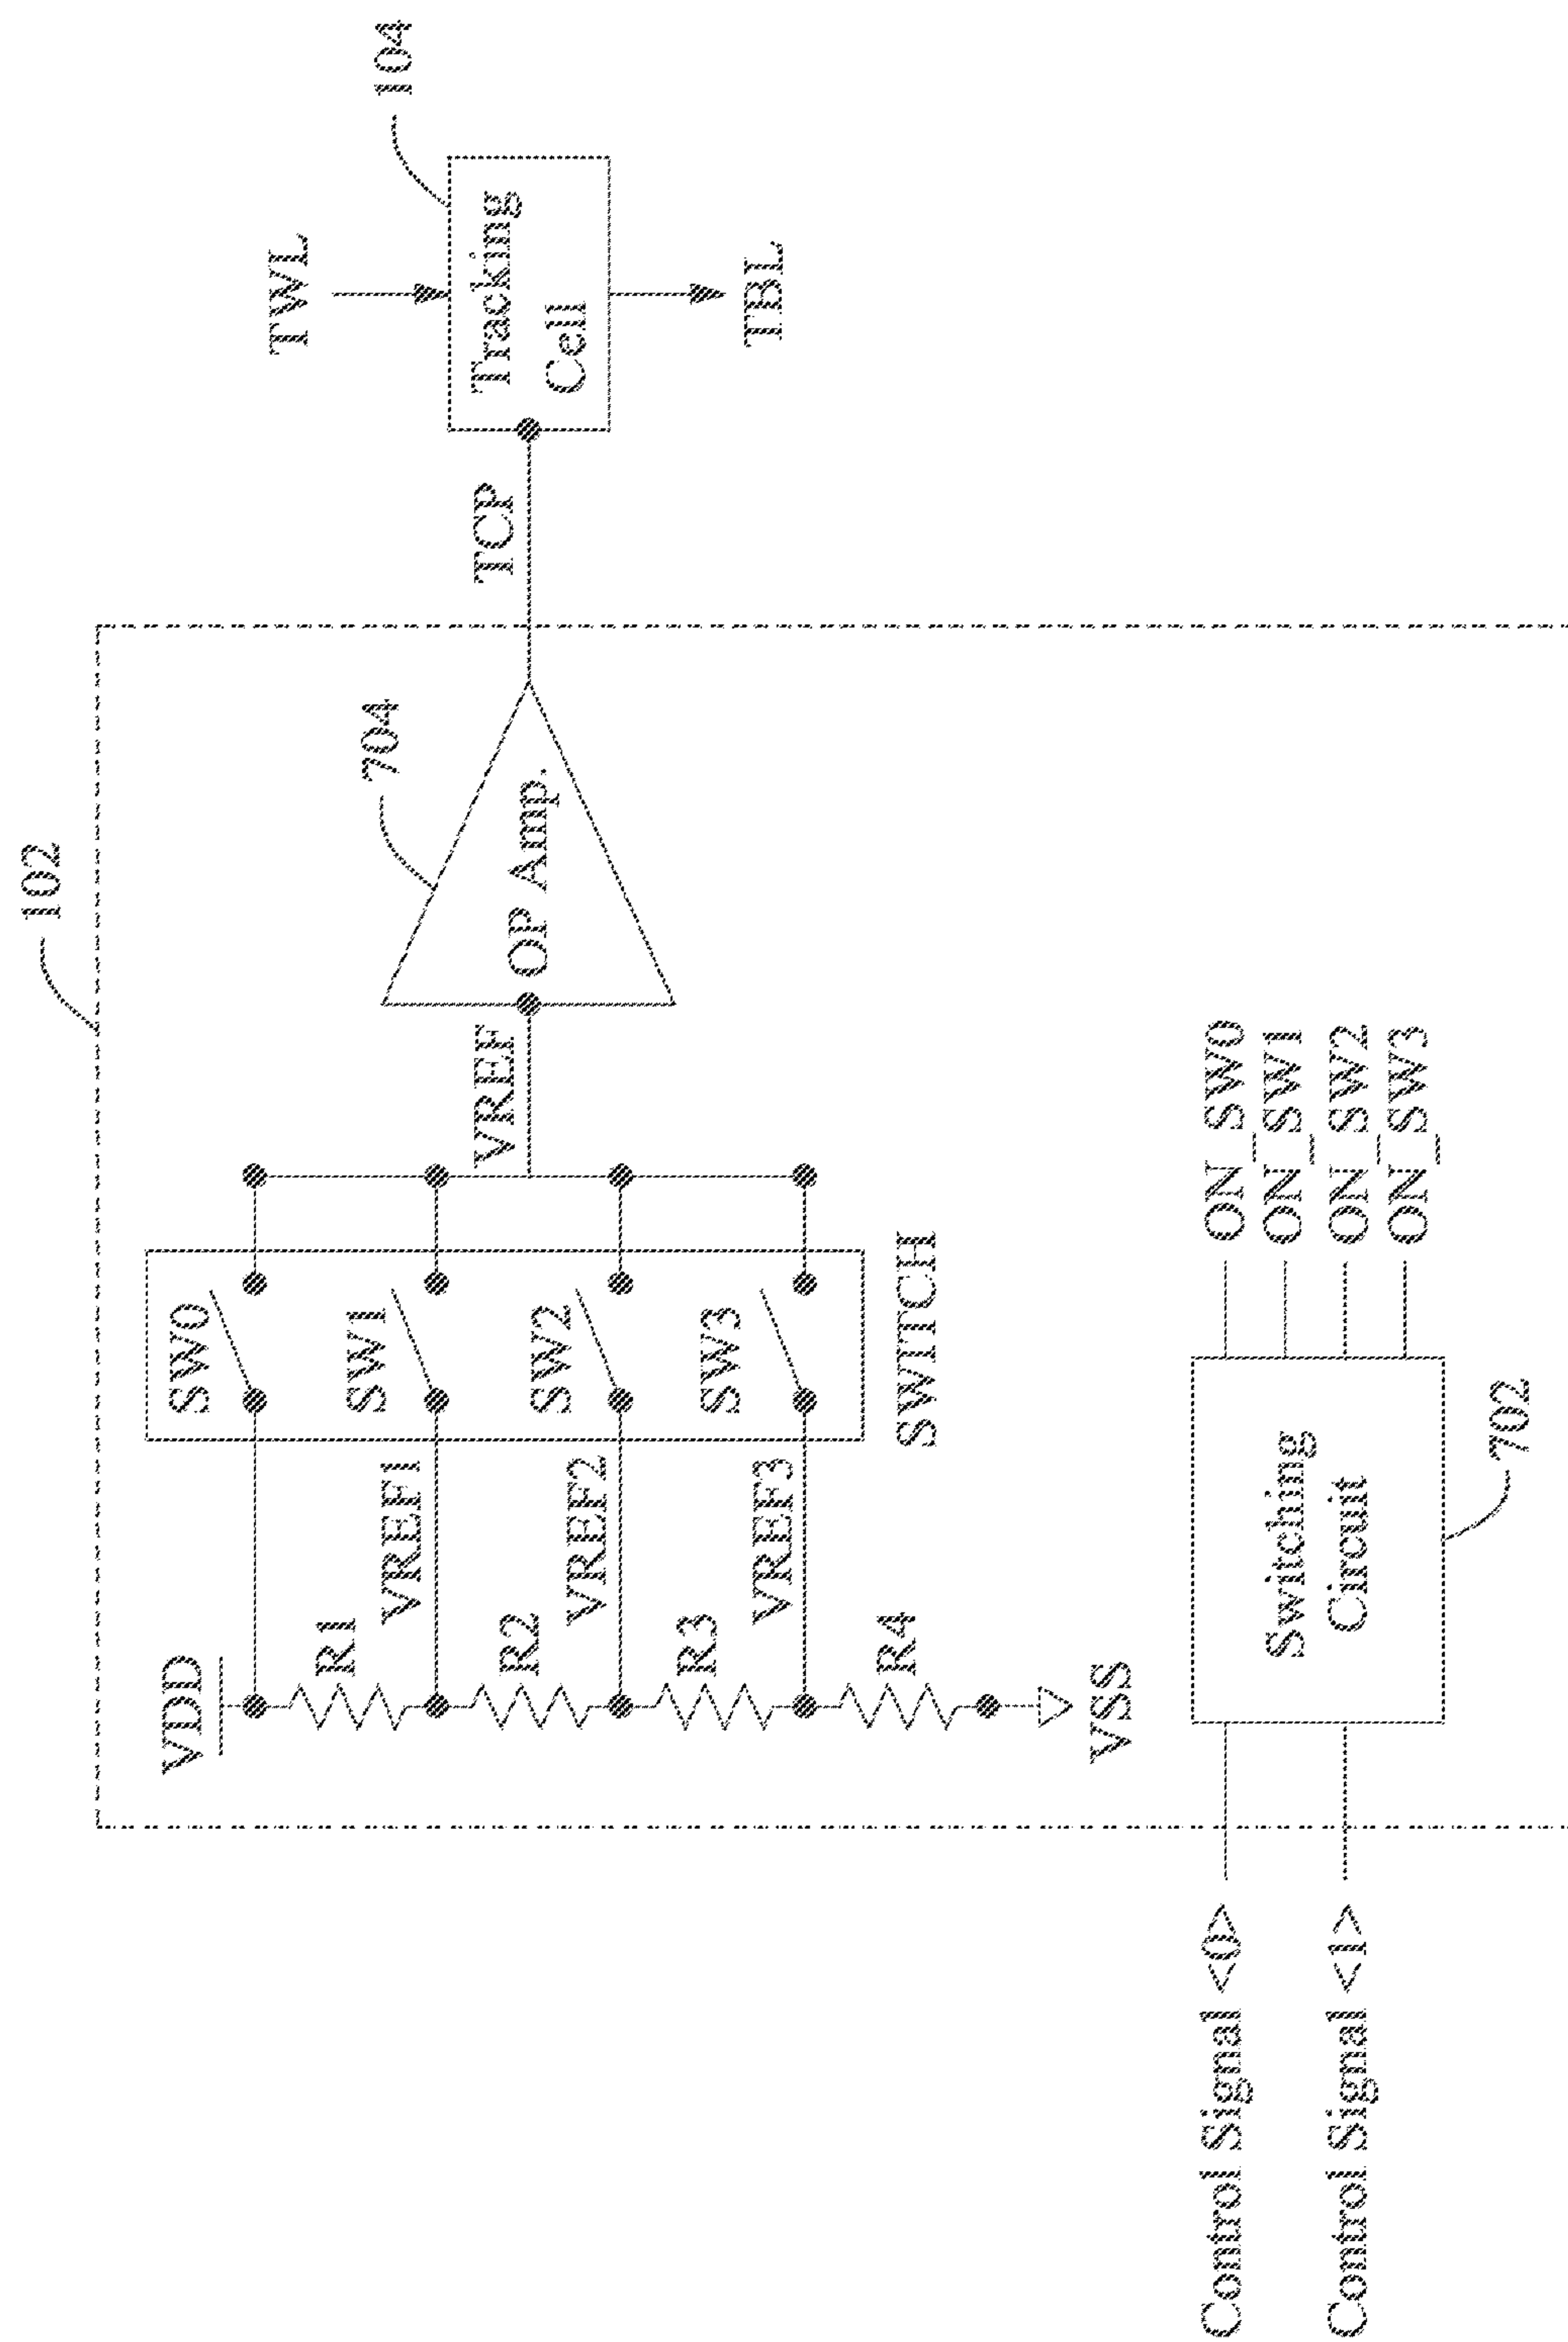 102
VDD
R1
R2
R3
R4
VSS
VREF1
VREF2
VREF3
SW0
SW1
SW2
SW3
SWITCH
VREF
OP Amp.
704
TCP
TWL
Tracking
Cell
104
TBL
Control Signal <0>
Control Signal <1>
Switching
Circuit
702
ON_SW0
ON_SW1
ON_SW2
ON_SW3